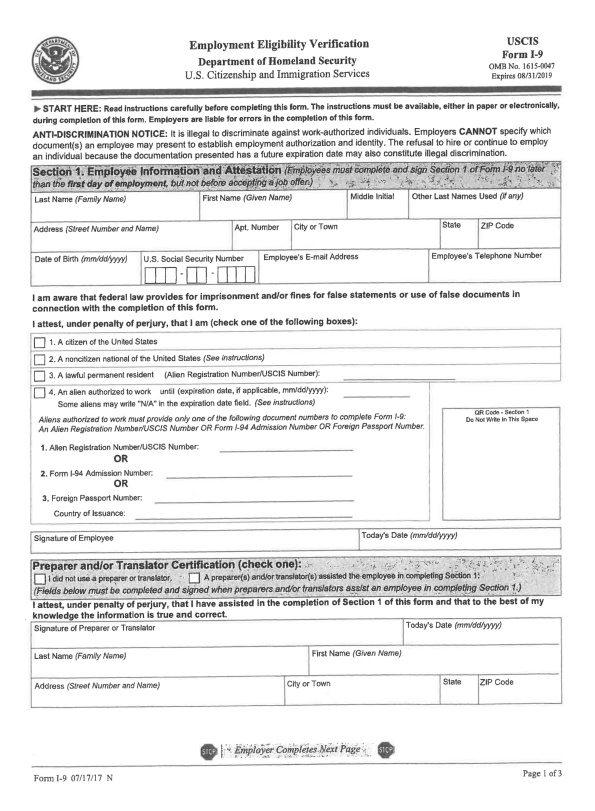 Employment Eligibility Verification
Department of Homeland Security
U.S. Citizenship and Immigration Services
USCIS
Form I-9
OMB No. 1615-0047
Expires 08/31/2019
►START HERE: Read instructions carefully before completing this form. The instructions must be available, either in paper or electronically,
during completion of this form. Employers are liable for errors in the completion of this form.
ANTI-DISCRIMINATION NOTICE: It is illegal to discriminate against work-authorized individuals. Employers CANNOT specify which
document(s) an employee may present to establish employment authorization and identity. The refusal to hire or continue to employ
an individual because the documentation presented has a future expiration date may also constitute illegal discrimination.
Section 1. Employee Information and Attestation (Employees must complete and sign Section 1 of Form I-9 no later
than the first day of employment, but not before accepting a job offer.)
Last Name (Family Name) First Name (Given Name) Middle Initial Other Last Names Used (if any)
Address (Street Number and Name) Apt. Number City or Town State ZIP Code
Date of Birth (mm/dd/yyyy) U.S. Social Security Number Employee's E-mail Address Employee's Telephone Number
- -
I am aware that federal law provides for imprisonment and/or fines for false statements or use of false documents in
connection with the completion of this form.
I attest, under penalty of perjury, that I am (check one of the following boxes):
1. A citizen of the United States
2. A noncitizen national of the United States (See instructions)
3. A lawful permanent resident (Alien Registration Number/USCIS Number):
4. An alien authorized to work until (expiration date, if applicable, mm/dd/yyyy):
Some aliens may write "N/A" in the expiration date field. (See instructions)
Aliens authorized to work must provide only one of the following document numbers to complete Form I-9:
An Alien Registration Number/USCIS Number OR Form I-94 Admission Number OR Foreign Passport Number.
QR Code - Section 1
Do Not Write In This Space
1. Alien Registration Number/USCIS Number:
OR
2. Form I-94 Admission Number:
OR
3. Foreign Passport Number:
Country of Issuance:
Signature of Employee Today's Date (mm/dd/yyyy)
Preparer and/or Translator Certification (check one):
I did not use a preparer or translator. A preparer(s) and/or translator(s) assisted the employee in completing Section 1.
(Fields below must be completed and signed when preparers and/or translators assist an employee in completing Section 1.)
I attest, under penalty of perjury, that I have assisted in the completion of Section 1 of this form and that to the best of my
knowledge the information is true and correct.
Signature of Preparer or Translator Today's Date (mm/dd/yyyy)
Last Name (Family Name) First Name (Given Name)
Address (Street Number and Name) City or Town State ZIP Code
STOP Employer Completes Next Page STOP
Form I-9 07/17/17 N Page 1 of 3